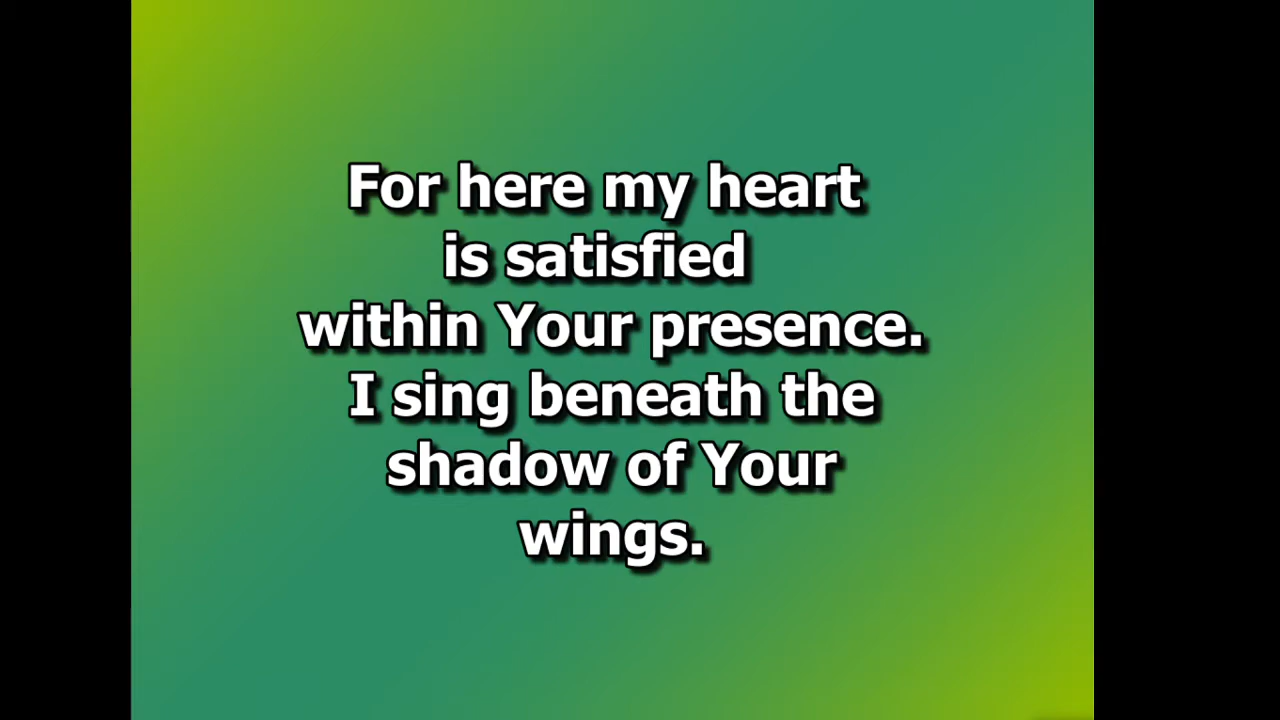 For here my heart
is satisfied
within Your presence.
I sing beneath the
shadow of Your
wings.